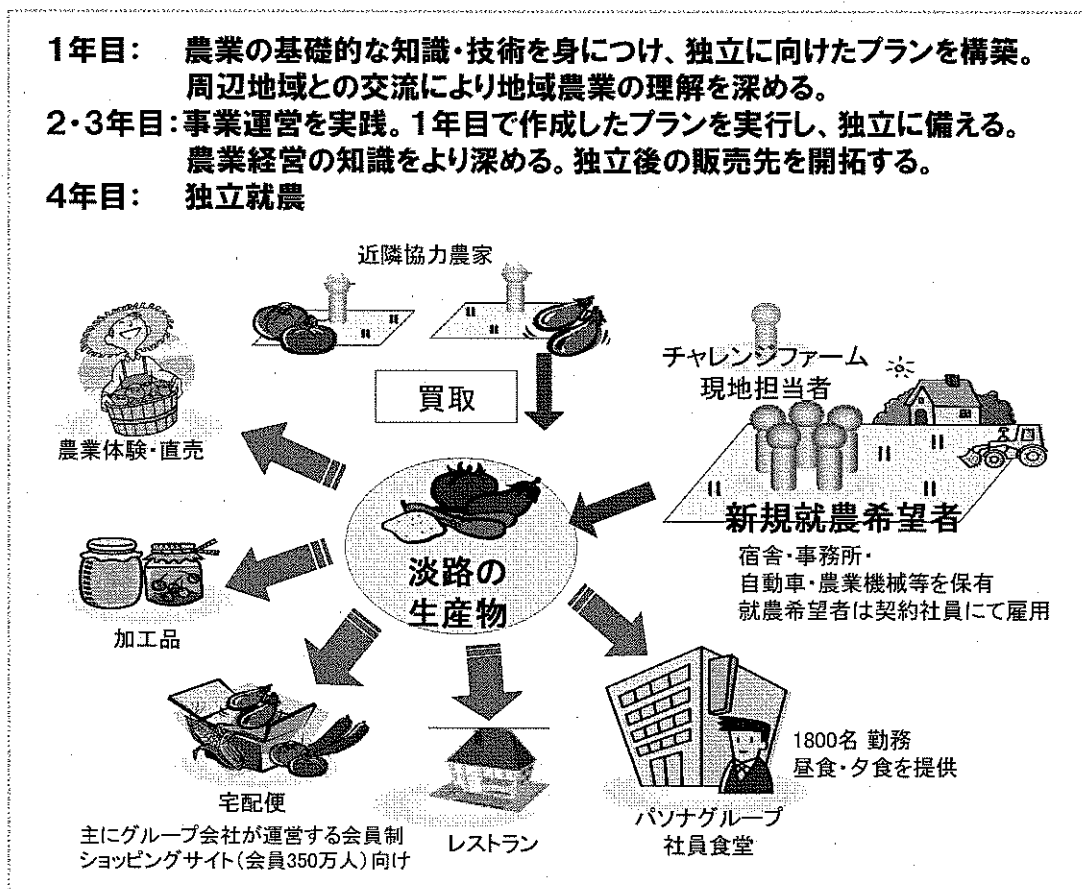 1年目： 農業の基礎的な知識・技術を身につけ、独立に向けたプランを構築。
周辺地域との交流により地域農業の理解を深める。
2・3年目：事業運営を実践。1年目で作成したプランを実行し、独立に備える。
農業経営の知識をより深める。独立後の販売先を開拓する。
4年目： 独立就農
近隣協力農家
チャレンジファーム
現地担当者
買取
農業体験・直売
新規就農希望者
宿舎・事務所・
自動車・農業機械等を保有
就農希望者は契約社員にて雇用
淡路の
生産物
加工品
1800名 勤務
昼食・夕食を提供
宅配便
主にグループ会社が運営する会員制
ショッピングサイト（会員350万人）向け
レストラン
パソナグループ
社員食堂